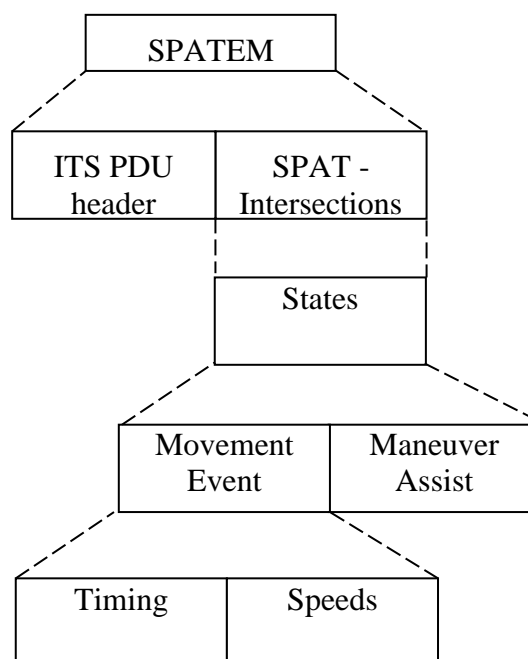 SPATEM
ITS PDU
header
SPAT -
Intersections
States
Movement
Event
Maneuver
Assist
Timing
Speeds